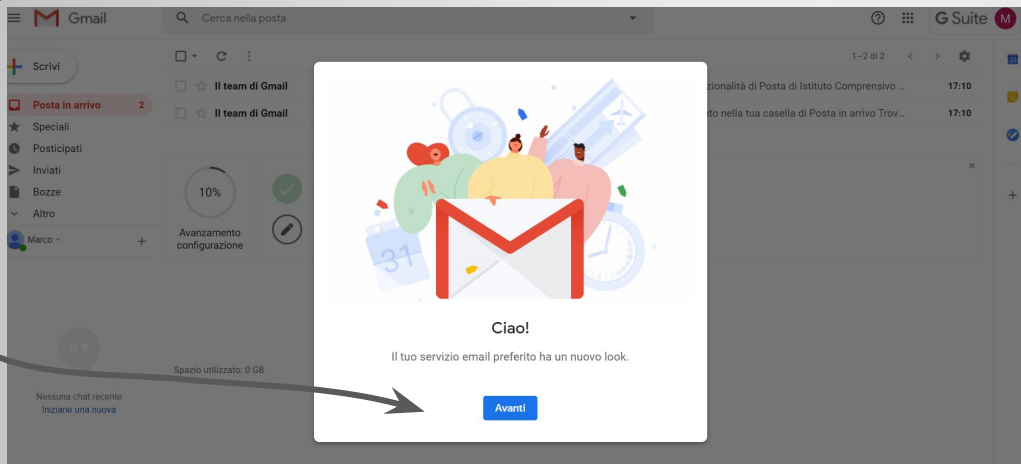 Gmail
Cerca nella posta
G Suite M
Scrivi
1–2 di 2
Il team di Gmail
zionalità di Posta di Istituto Comprensivo ...
17:10
Posta in arrivo 2
Il team di Gmail
to nella tua casella di Posta in arrivo Trov...
17:10
Speciali
Posticipati
Inviati
Bozze
Altro
10%
Marco
Avanzamento
configurazione
31
Ciao!
Il tuo servizio email preferito ha un nuovo look.
Spazio utilizzato: 0 GB
Nessuna chat recente
Iniziane una nuova
Avanti